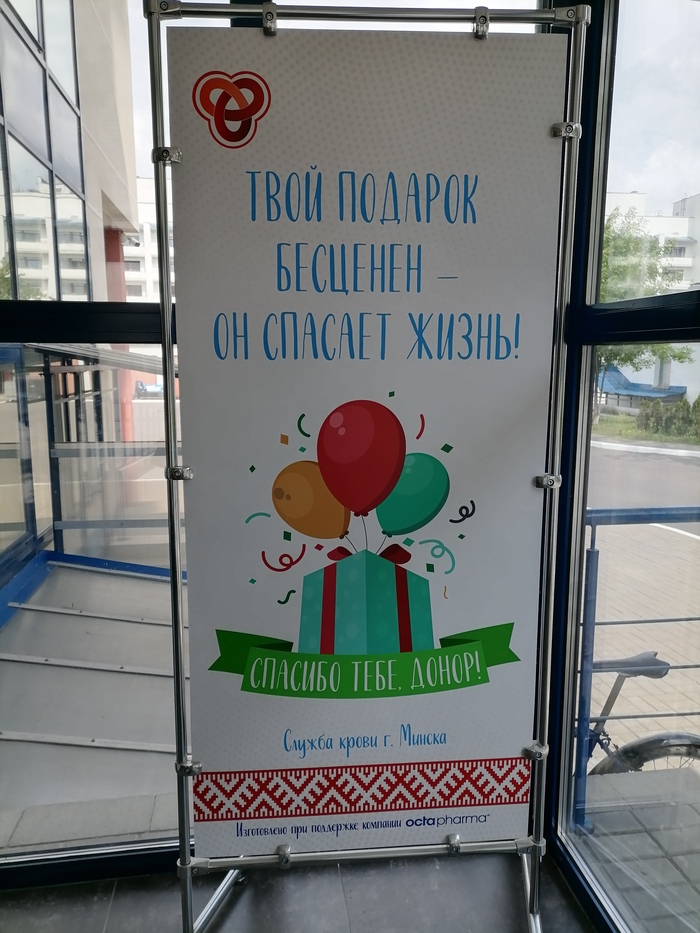 ТВОЙ ПОДАРОК
БЕСЦЕНЕН –
ОН СПАСАЕТ ЖИЗНЬ!
СПАСИБО ТЕБЕ, ДОНОР!
Служба крови г. Минска
Изготовлено при поддержке компании octapharma®